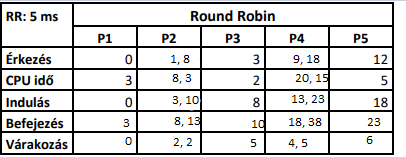 RR: 5 ms Round Robin
P1 P2 P3 P4 P5
Érkezés 0 1, 8 3 9, 18 12
CPU idő 3 8, 3 2 20, 15 5
Indulás 0 3, 10 8 13, 23 18
Befejezés 3 8, 13 10 18, 38 23
Várakozás 0 2, 2 5 4, 5 6